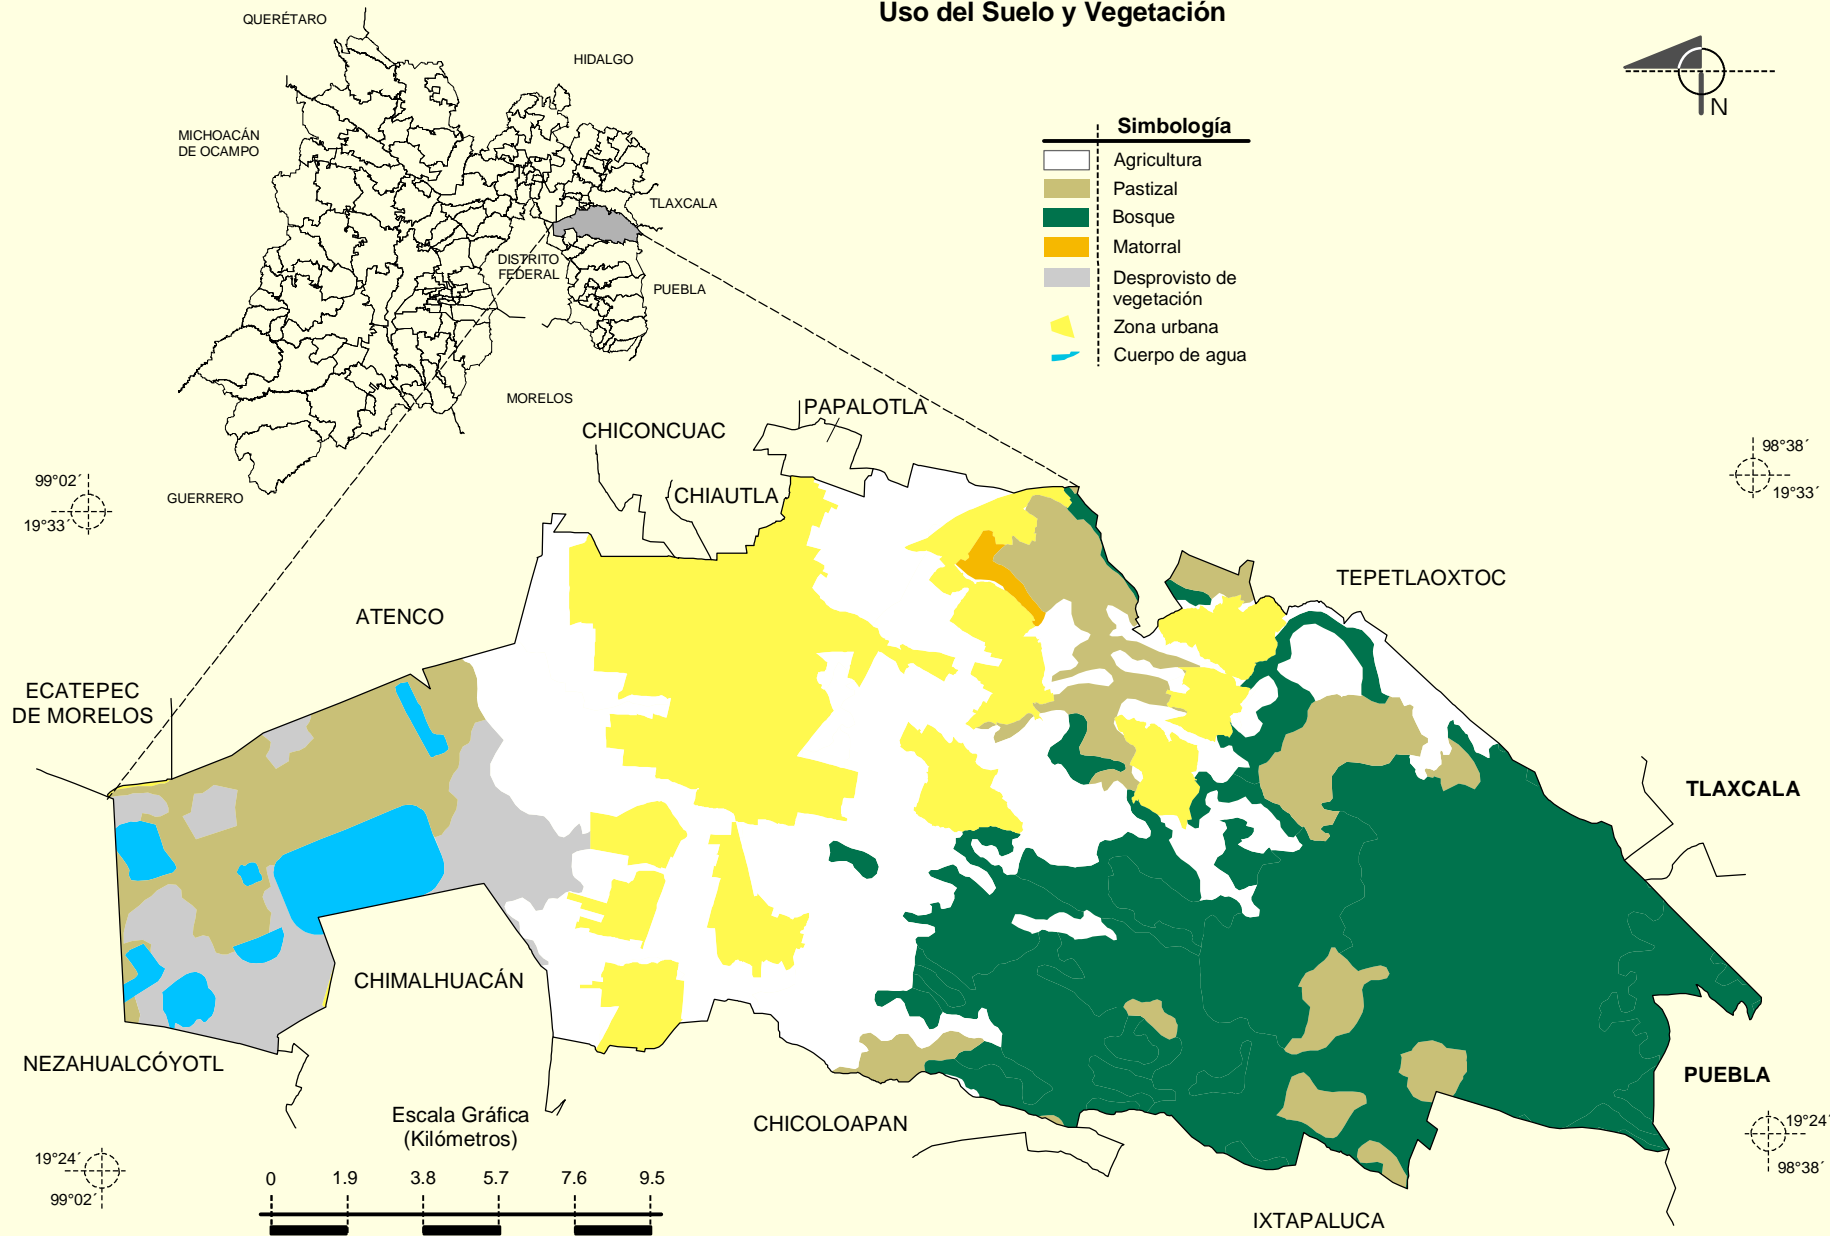 Uso del Suelo y Vegetación
QUERÉTARO
HIDALGO
MICHOACÁN
DE OCAMPO
TLAXCALA
DISTRITO
FEDERAL
PUEBLA
MORELOS
GUERRERO
N
Simbología
Agricultura
Pastizal
Bosque
Matorral
Desprovisto de
vegetación
Zona urbana
Cuerpo de agua
PAPALOTLA
CHICONCUAC
CHIAUTLA
99°02´
19°33´
98°38´
19°33´
TEPETLAOXTOC
ATENCO
ECATEPEC
DE MORELOS
TLAXCALA
CHIMALHUACÁN
NEZAHUALCÓYOTL
PUEBLA
CHICOLOAPAN
IXTAPALUCA
Escala Gráfica
(Kilómetros)
0 1.9 3.8 5.7 7.6 9.5
19°24´
99°02´
19°24´
98°38´